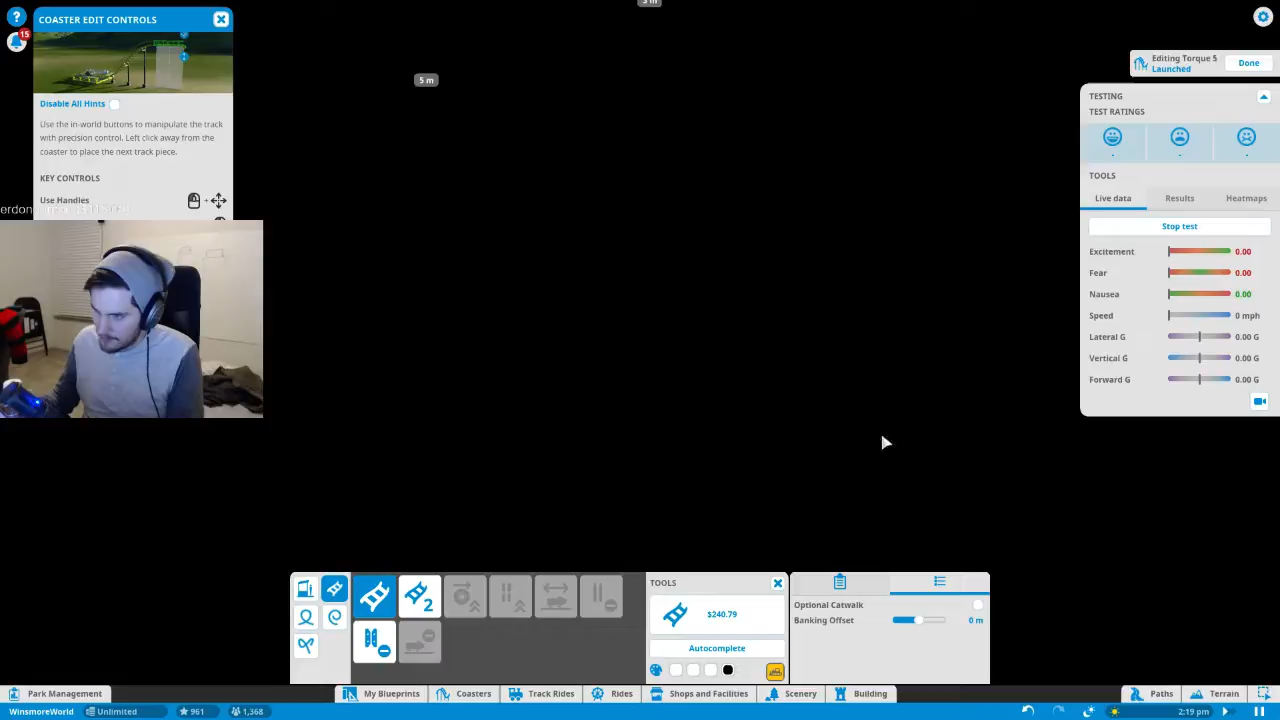 3 m
?
15
COASTER EDIT CONTROLS
5 m
Disable All Hints
Use the in-world buttons to manipulate the track
with precision control. Left click away from the
coaster to place the next track piece.
KEY CONTROLS
Use Handles
+
Editing Torque 5
Launched
Done
TESTING
TEST RATINGS
- - -
TOOLS
Live data Results Heatmaps
Stop test
Excitement 0.00
Fear 0.00
Nausea 0.00
Speed 0 mph
Lateral G 0.00 G
Vertical G 0.00 G
Forward G 0.00 G
2
TOOLS
$240.79
Autocomplete
Optional Catwalk
Banking Offset 0 m
Park Management My Blueprints Coasters Track Rides Rides Shops and Facilities Scenery Building Paths Terrain
WinsmoreWorld Unlimited 961 1,368 2:19 pm